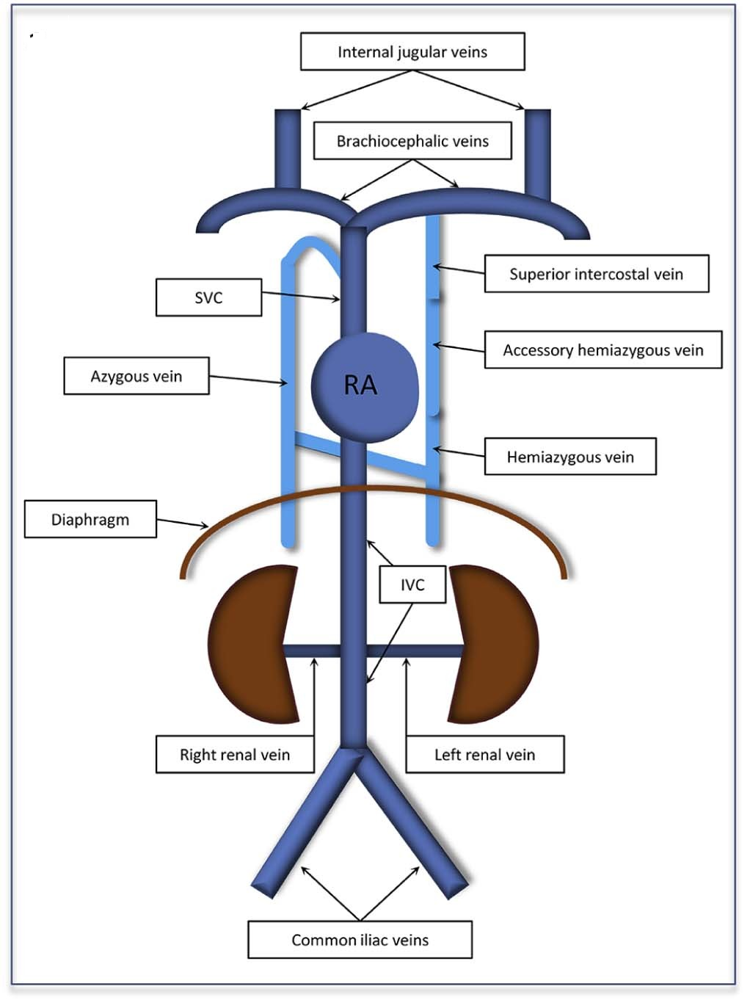 Internal jugular veins
Brachiocephalic veins
Superior intercostal vein
SVC
Accessory hemiazygous vein
Azygous vein
RA
Hemiazygous vein
Diaphragm
IVC
Right renal vein
Left renal vein
Common iliac veins